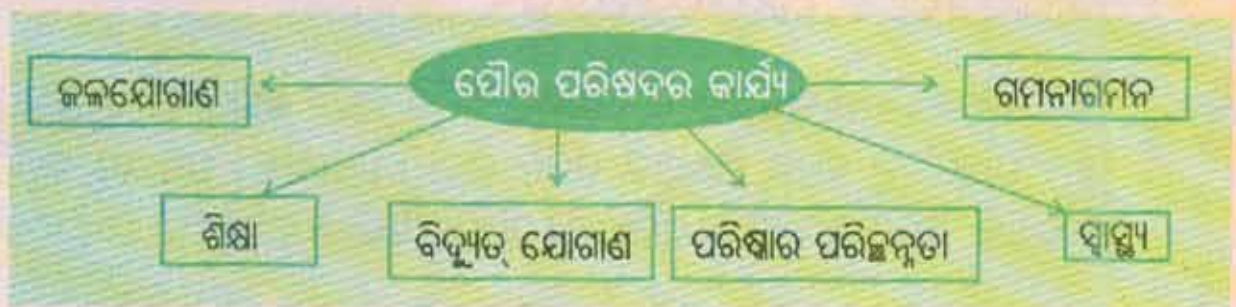 ପୌର ପରିଷଦର କାର୍ଯ୍ୟ
ଜଳଯୋଗାଣ
ଗମନାଗମନ
ଶିକ୍ଷା
ବିଦ୍ୟୁତ୍ ଯୋଗାଣ
ପରିଷ୍କାର ପରିଚ୍ଛନ୍ନତା
ସ୍ୱାସ୍ଥ୍ୟ